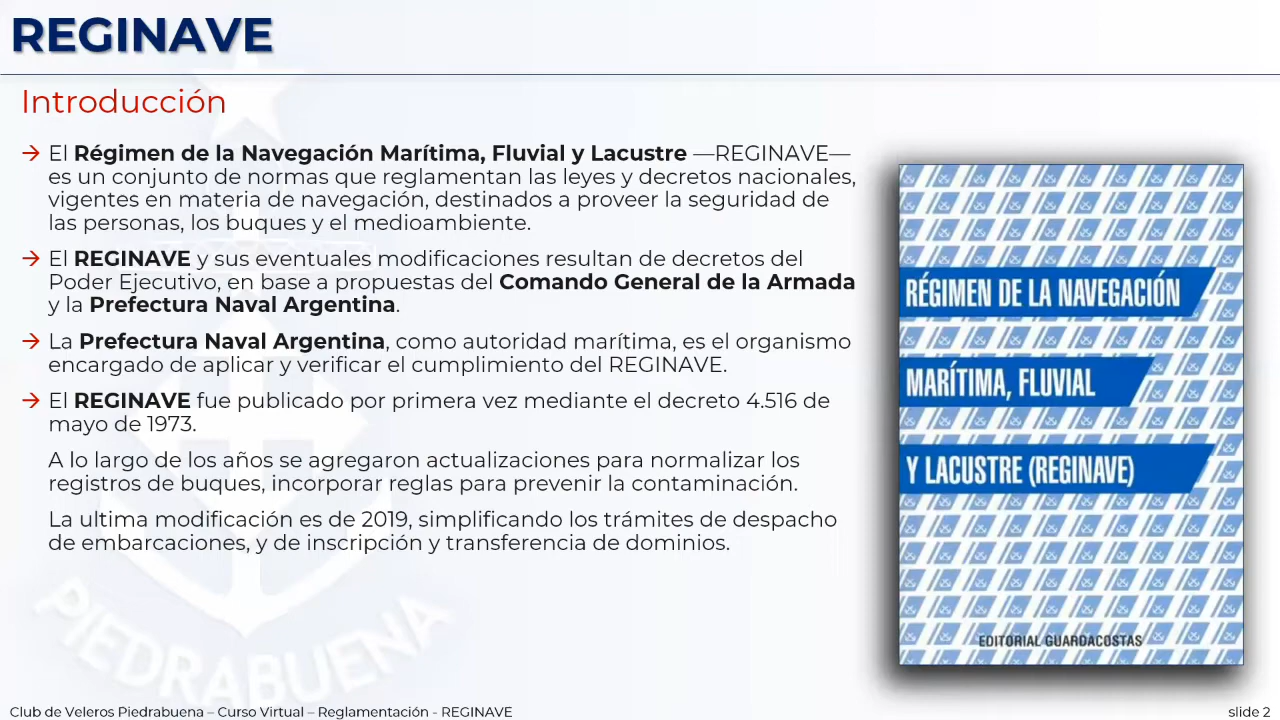 REGINAVE
Introducción
→ El Régimen de la Navegación Marítima, Fluvial y Lacustre —REGINAVE—
es un conjunto de normas que reglamentan las leyes y decretos nacionales,
vigentes en materia de navegación, destinados a proveer la seguridad de
las personas, los buques y el medioambiente.
→ El REGINAVE y sus eventuales modificaciones resultan de decretos del
Poder Ejecutivo, en base a propuestas del Comando General de la Armada
y la Prefectura Naval Argentina.
→ La Prefectura Naval Argentina, como autoridad marítima, es el organismo
encargado de aplicar y verificar el cumplimiento del REGINAVE.
→ El REGINAVE fue publicado por primera vez mediante el decreto 4.516 de
mayo de 1973.
A lo largo de los años se agregaron actualizaciones para normalizar los
registros de buques, incorporar reglas para prevenir la contaminación.
La ultima modificación es de 2019, simplificando los trámites de despacho
de embarcaciones, y de inscripción y transferencia de dominios.
RÉGIMEN DE LA NAVEGACIÓN
MARÍTIMA, FLUVIAL
Y LACUSTRE (REGINAVE)
EDITORIAL GUARDACOSTAS
PIEDRABUENA
Club de Veleros Piedrabuena – Curso Virtual – Reglamentación - REGINAVE
slide 2